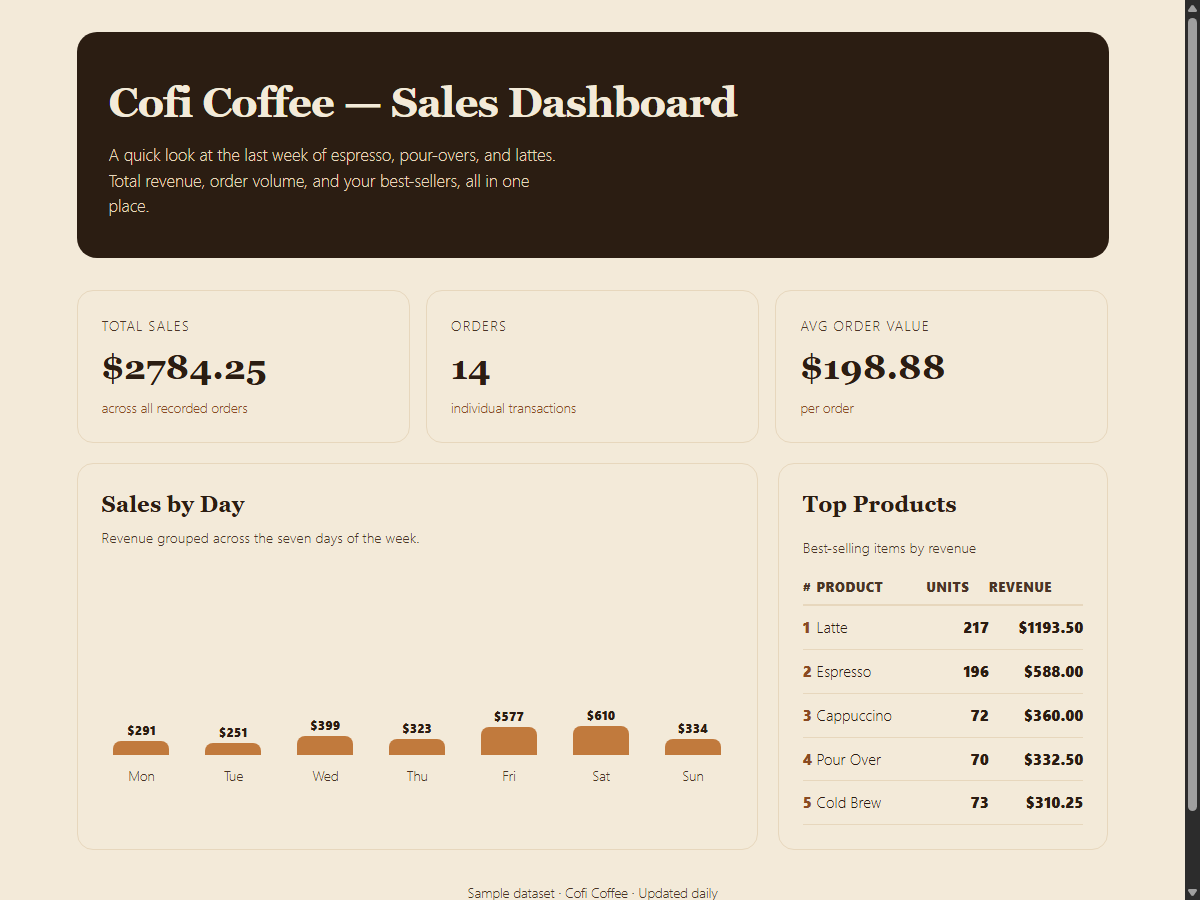 Cofi Coffee — Sales Dashboard
A quick look at the last week of espresso, pour-overs, and lattes.
Total revenue, order volume, and your best-sellers, all in one
place.
TOTAL SALES
$2784.25
across all recorded orders
ORDERS
14
individual transactions
AVG ORDER VALUE
$198.88
per order
Sales by Day
Revenue grouped across the seven days of the week.
$291 $251 $399 $323 $577 $610 $334
Mon Tue Wed Thu Fri Sat Sun
Top Products
Best-selling items by revenue
# PRODUCT UNITS REVENUE
1 Latte 217 $1193.50
2 Espresso 196 $588.00
3 Cappuccino 72 $360.00
4 Pour Over 70 $332.50
5 Cold Brew 73 $310.25
Sample dataset · Cofi Coffee · Updated daily